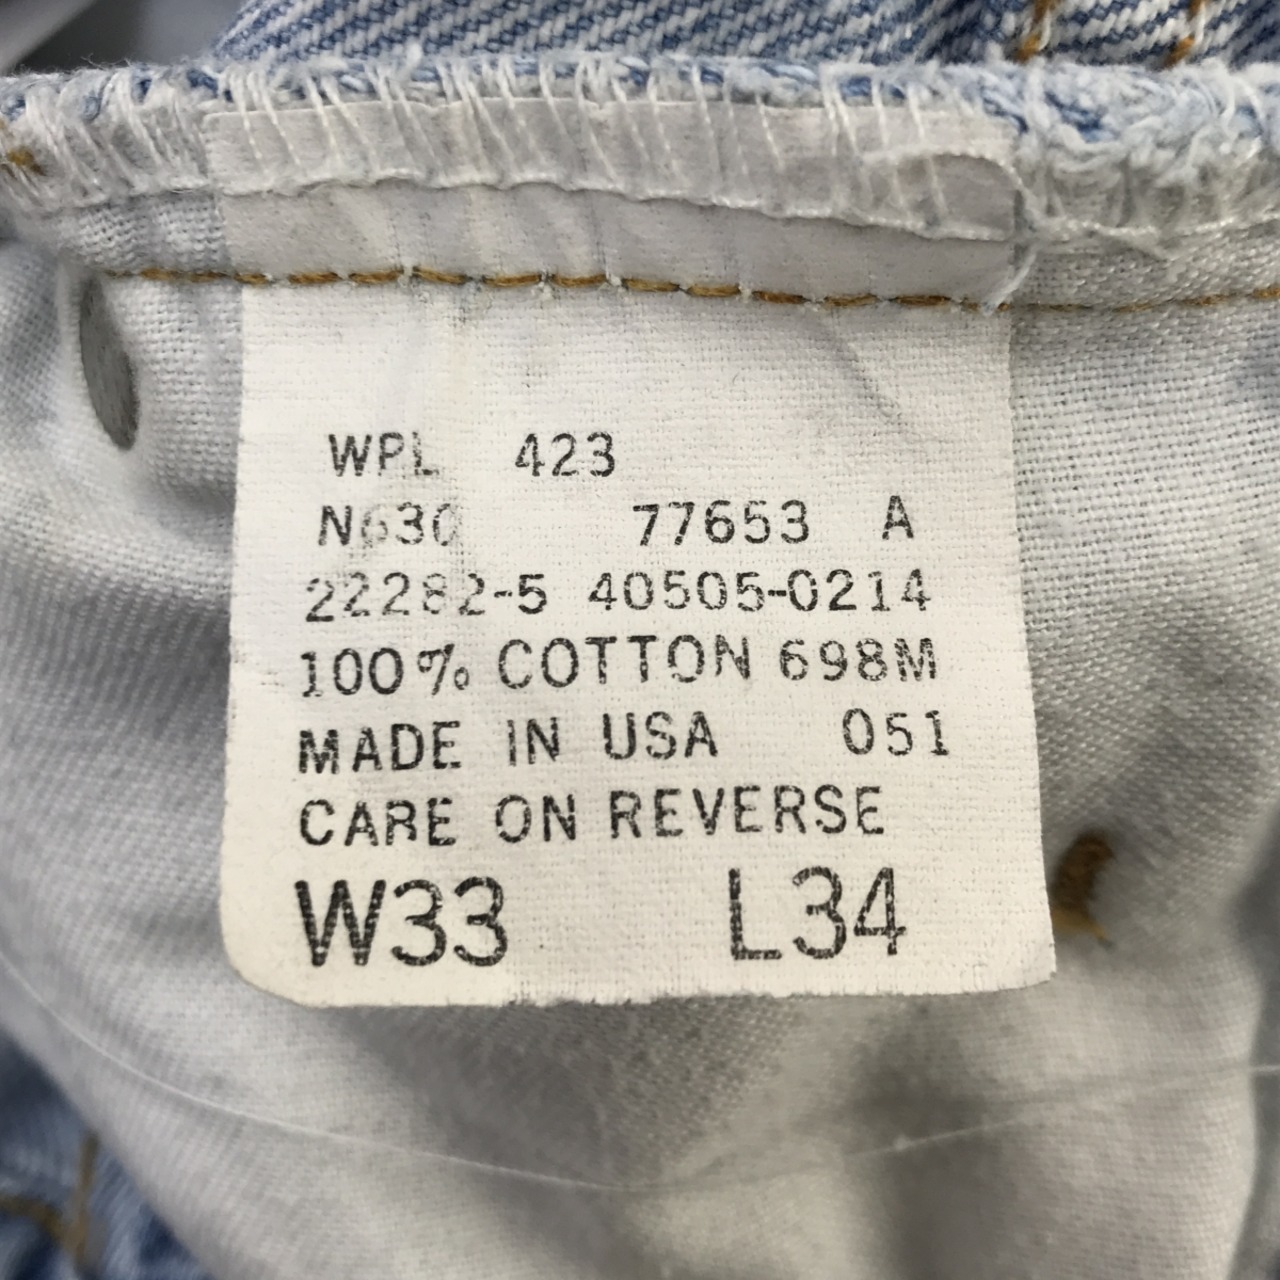 WPL 423
N630 77653 A
22282-5 40505-0214
100% COTTON 698M
MADE IN USA 051
CARE ON REVERSE
W33 L34